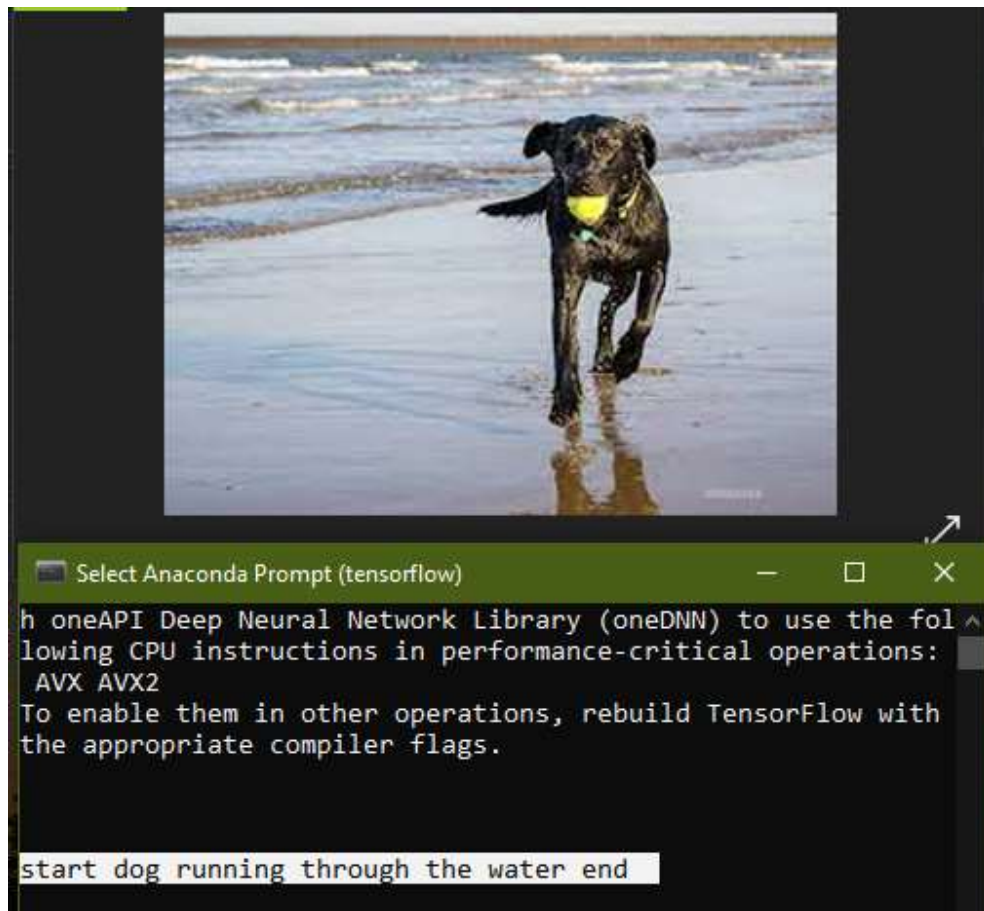 Select Anaconda Prompt (tensorflow)
h oneAPI Deep Neural Network Library (oneDNN) to use the fol
lowing CPU instructions in performance-critical operations:
AVX AVX2
To enable them in other operations, rebuild TensorFlow with
the appropriate compiler flags.
start dog running through the water end